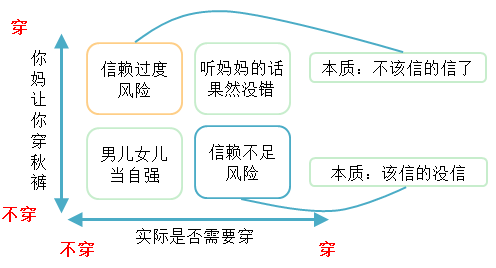 穿
你妈让你穿秋裤
不穿
信赖过度
风险
听妈妈的话
果然没错
本质：不该信的信了
男儿女儿
当自强
信赖不足
风险
本质：该信的没信
不穿
实际是否需要穿
穿